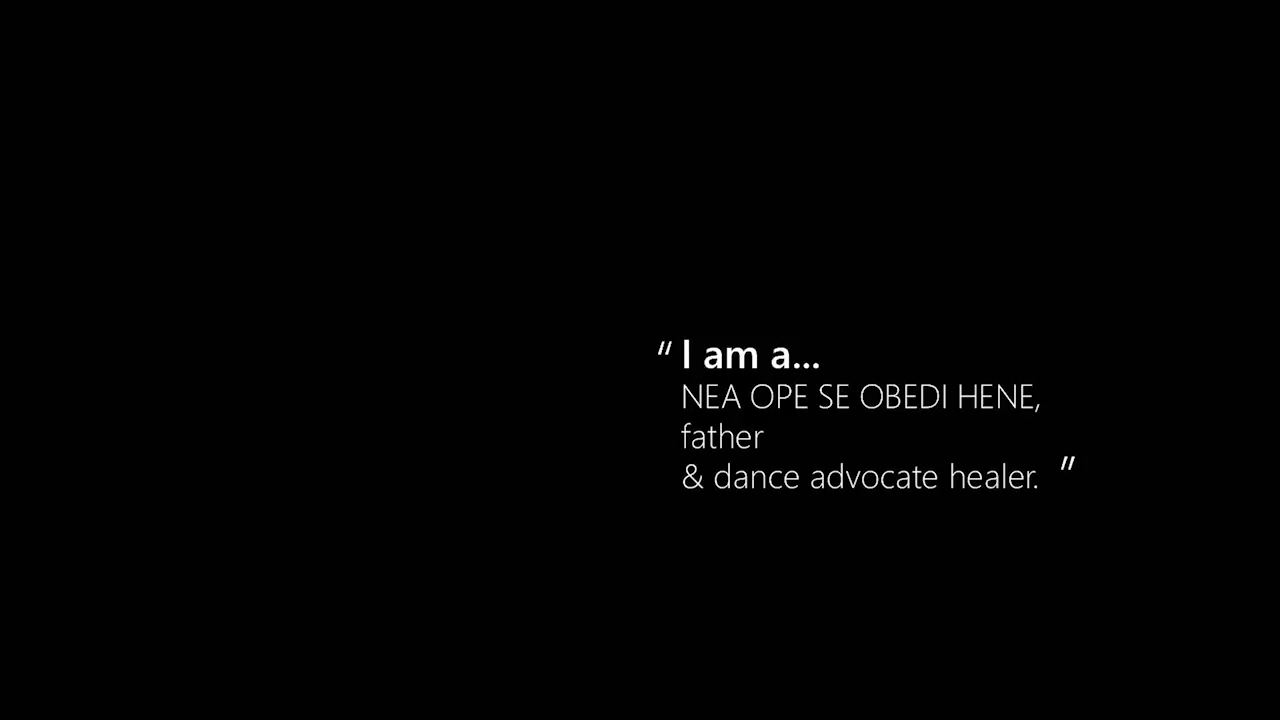 " I am a...
NEA OPE SE OBEDI HENE,
father
& dance advocate healer. "